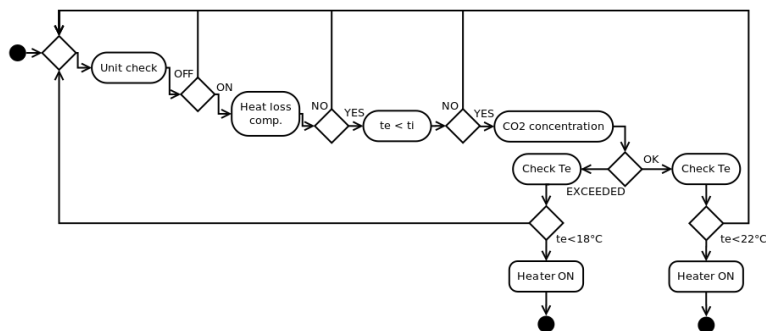 Unit check
OFF
ON
Heat loss
comp.
NO
YES
te < ti
NO
YES
CO2 concentration
OK
Check Te
EXCEEDED
Check Te
te<18°C
te<22°C
Heater ON
Heater ON